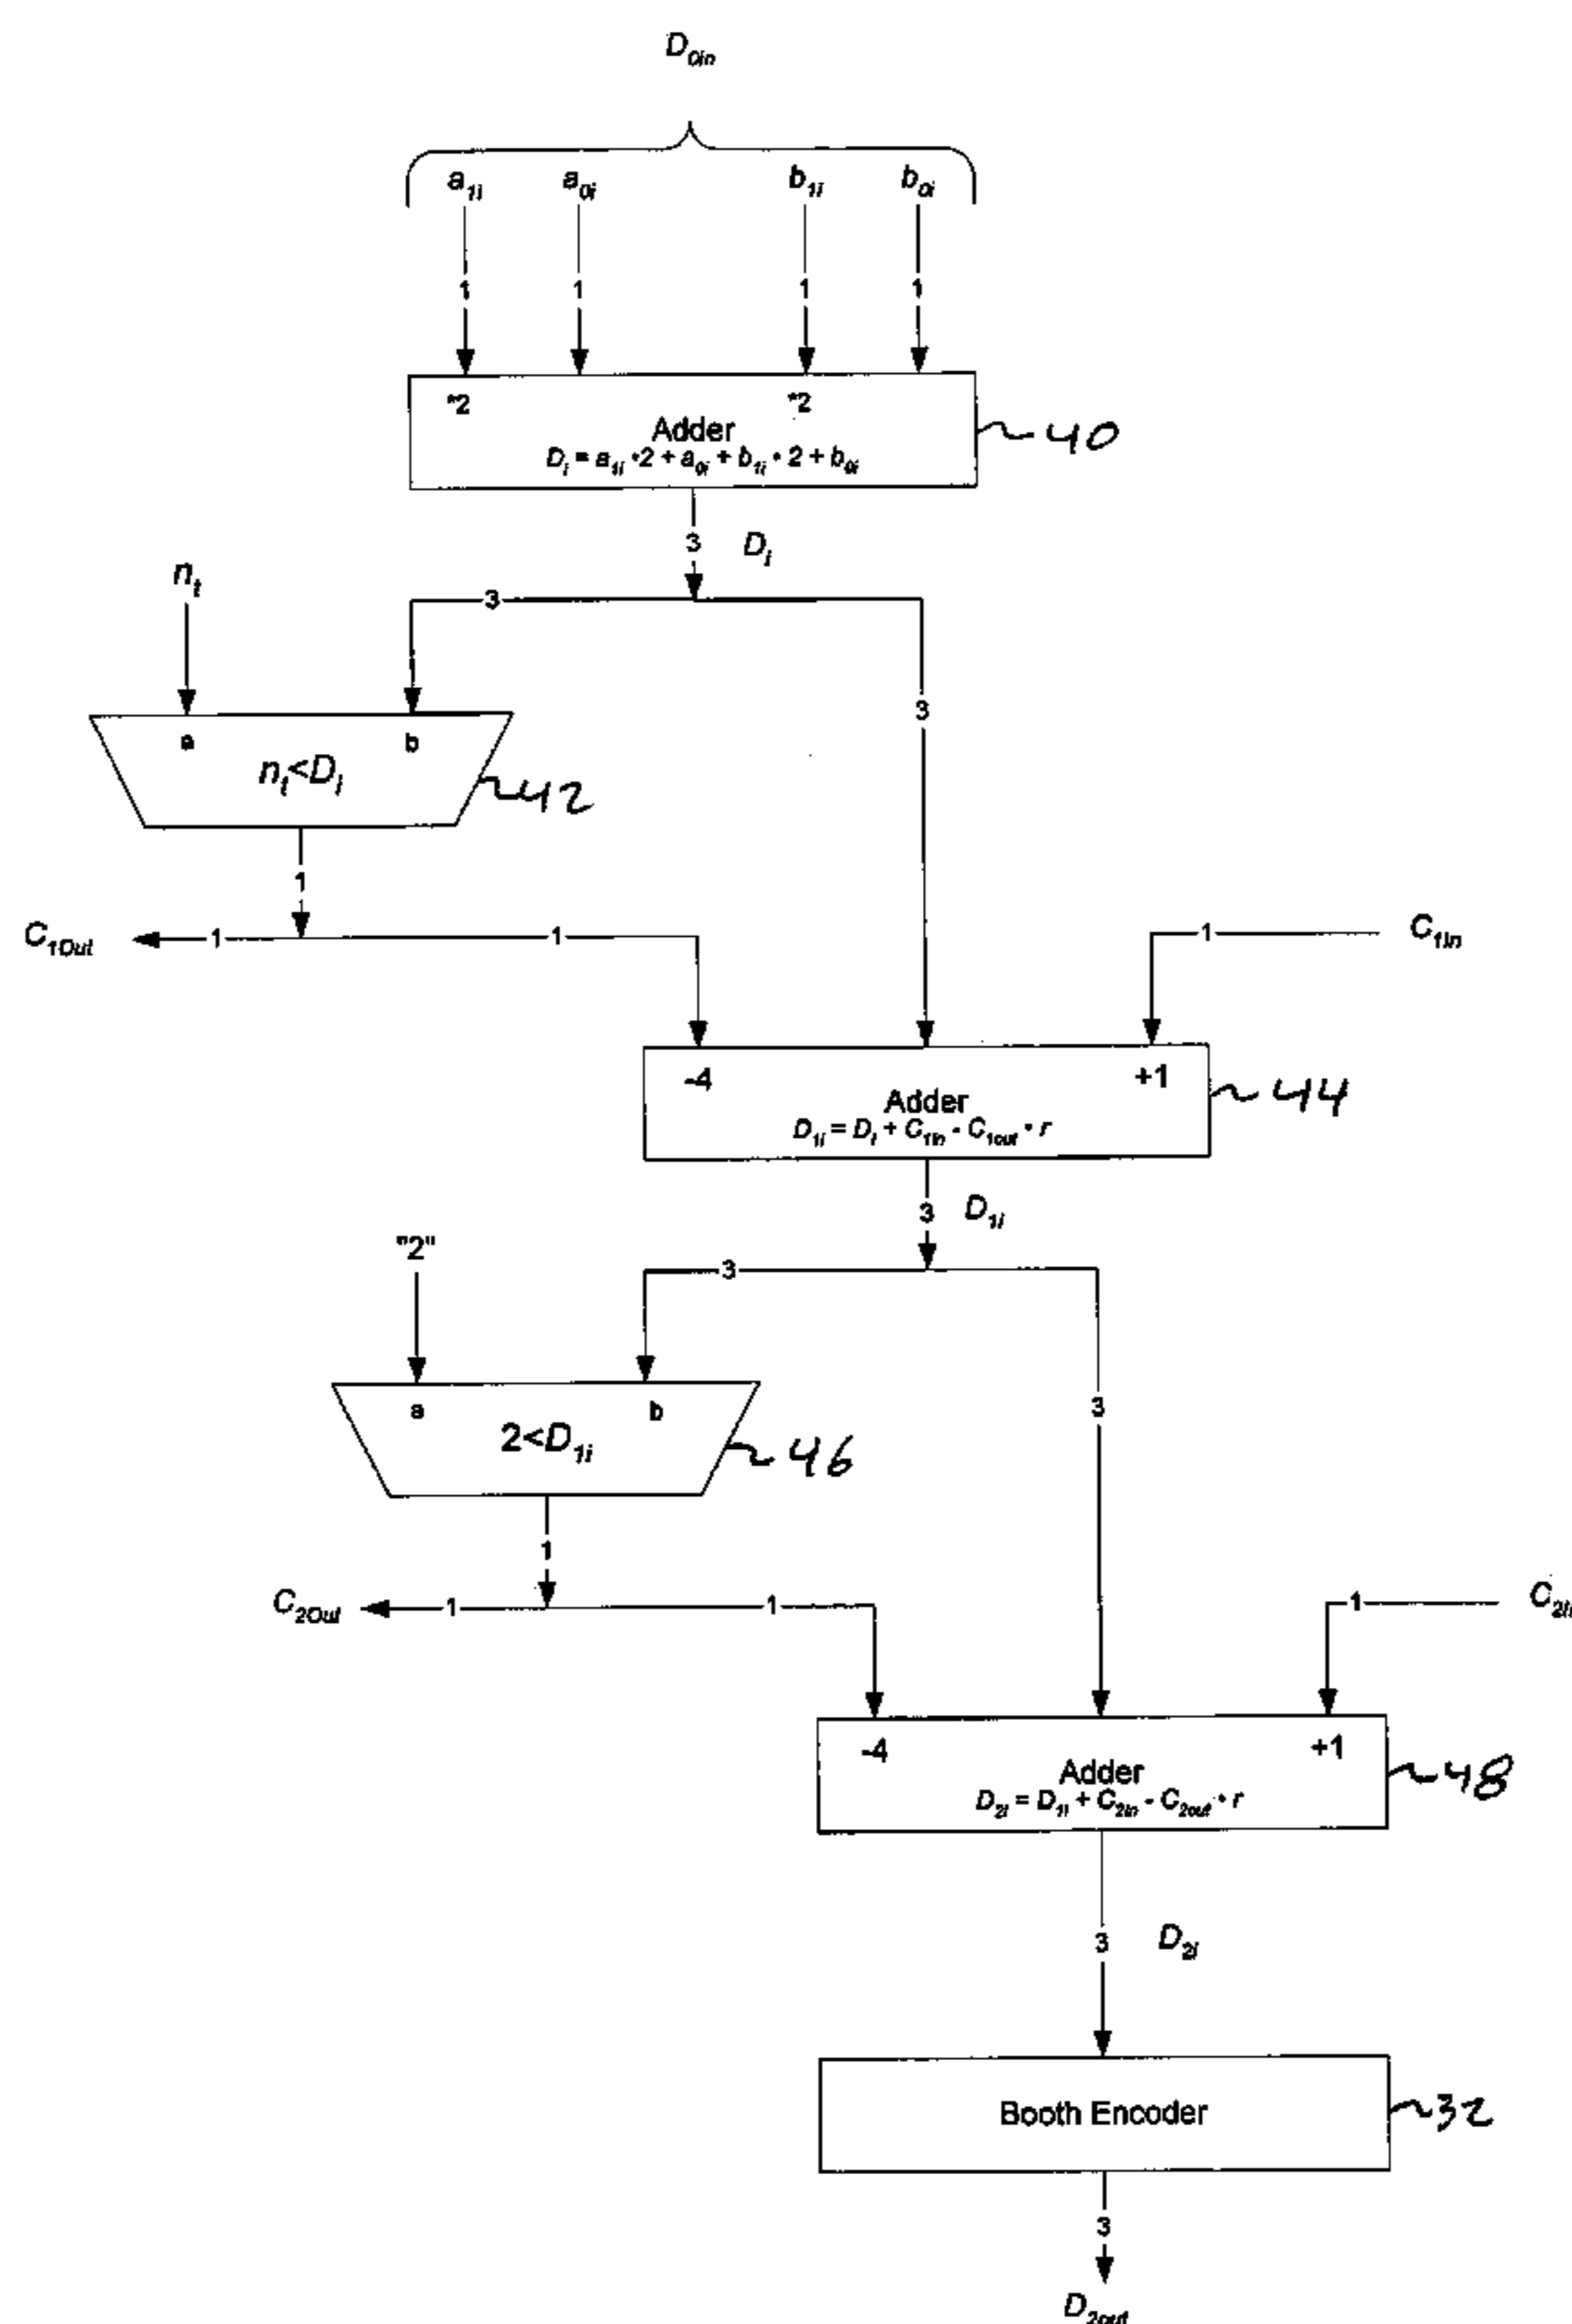 D0in
a1i a0i b1i b0i
1 1 1 1
*2 *2
Adder
Di = a1i • 2 + a0i + b1i • 2 + b0i
40
3 Di
nt
3
3
a b
nt<Di
42
1
C1Out 1 1 1 C1In
-4 +1
Adder
D1i = Di + C1in - C1out • r
44
3 D1i
"2"
3
3
a b
2<D1i
46
1
C2Out 1 1 1
-4 +1
Adder
D2i = D1i + C2in - C2out • r
48
3 D2i
Booth Encoder
32
3
D2out